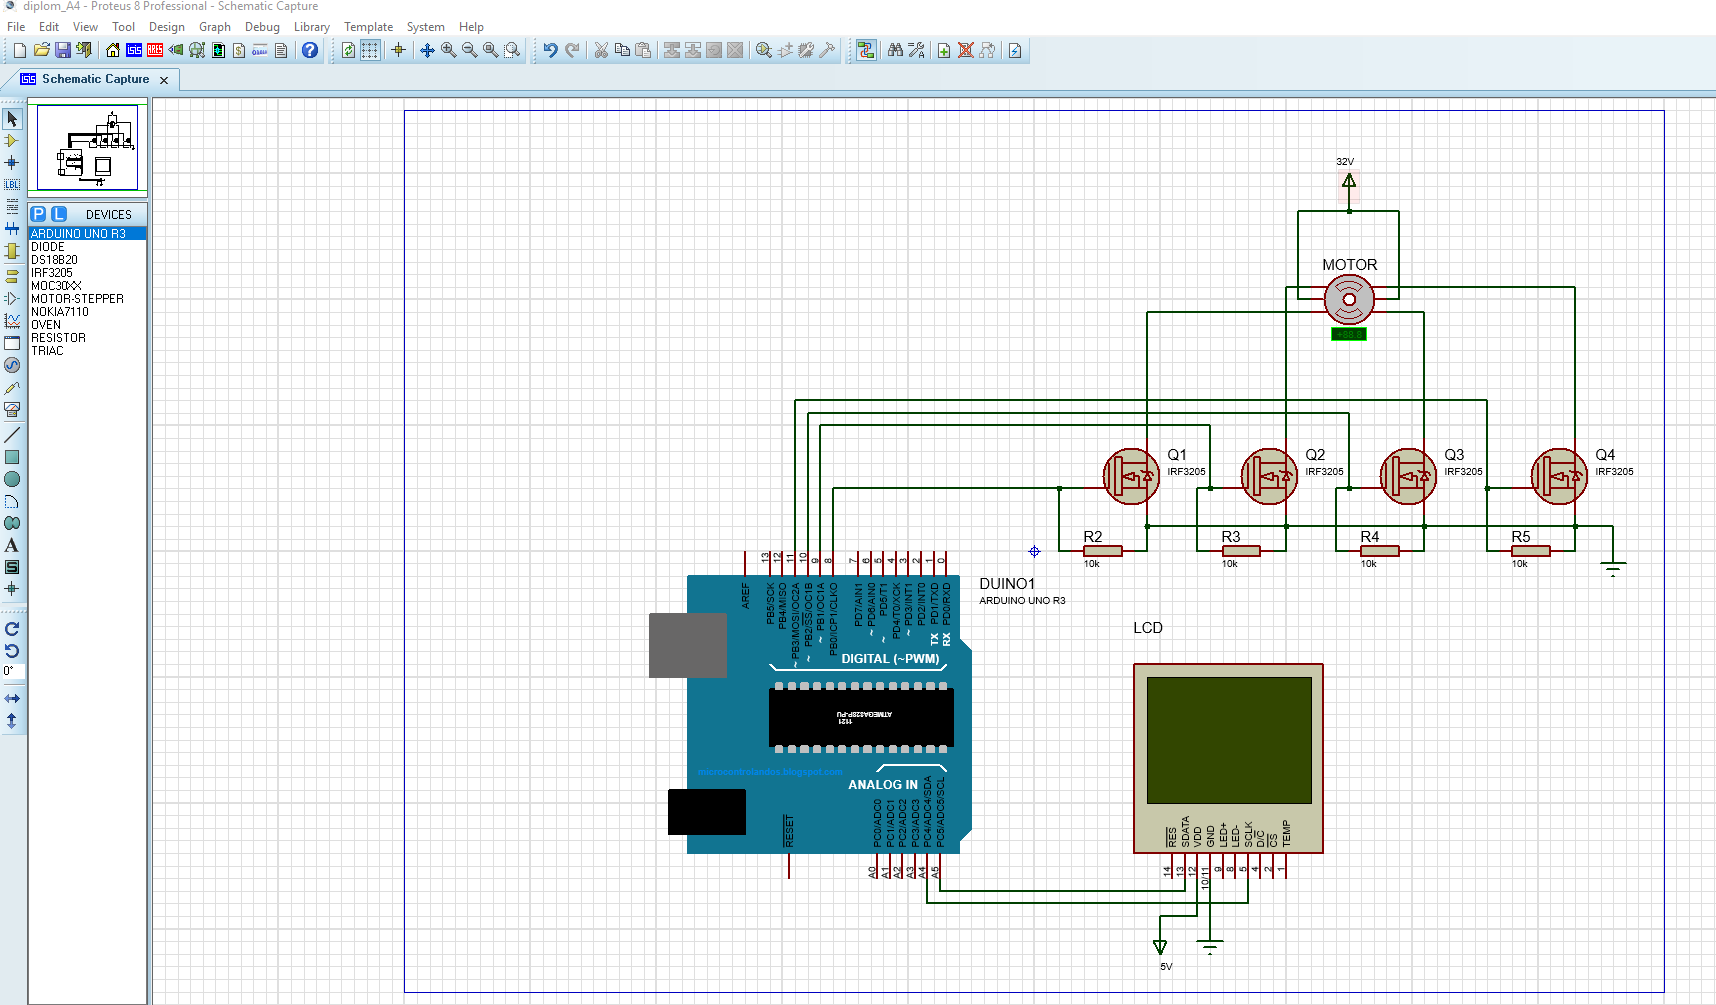 diplom_A4 - Proteus 8 Professional - Schematic Capture
File Edit View Tool Design Graph Debug Library Template System Help
Schematic Capture
P L DEVICES
ARDUINO UNO R3
DIODE
DS18B20
IRF3205
MOC30XX
MOTOR-STEPPER
NOKIA7110
OVEN
RESISTOR
TRIAC
LBL
A
S
0°
32V
MOTOR
Q1
IRF3205
Q2
IRF3205
Q3
IRF3205
Q4
IRF3205
R2
10k
R3
10k
R4
10k
R5
10k
DUINO1
ARDUINO UNO R3
13 12 11 10 9 8 7 6 5 4 3 2 1 0
AREF
PB5/SCK
PB4/MISO
~ PB3/MOSI/OC2A
~ PB2/SS/OC1B
~ PB1/OC1A
PB0/ICP1/CLKO
PD7/AIN1
~ PD6/AIN0
~ PD5/T1
PD4/T0/XCK
~ PD3/INT1
PD2/INT0
TX PD1/TXD
RX PD0/RXD
DIGITAL (~PWM)
ATMEGA328P-PU
1121
microcontrolandos.blogspot.com
ANALOG IN
RESET
PC0/ADC0
PC1/ADC1
PC2/ADC2
PC3/ADC3
PC4/ADC4/SDA
PC5/ADC5/SCL
A0 A1 A2 A3 A4 A5
LCD
RES SDATA VDD GND LED+ LED- SCLK D/C CS TEMP
14 13 12 10/11 9 8 5 4 2 1
5V